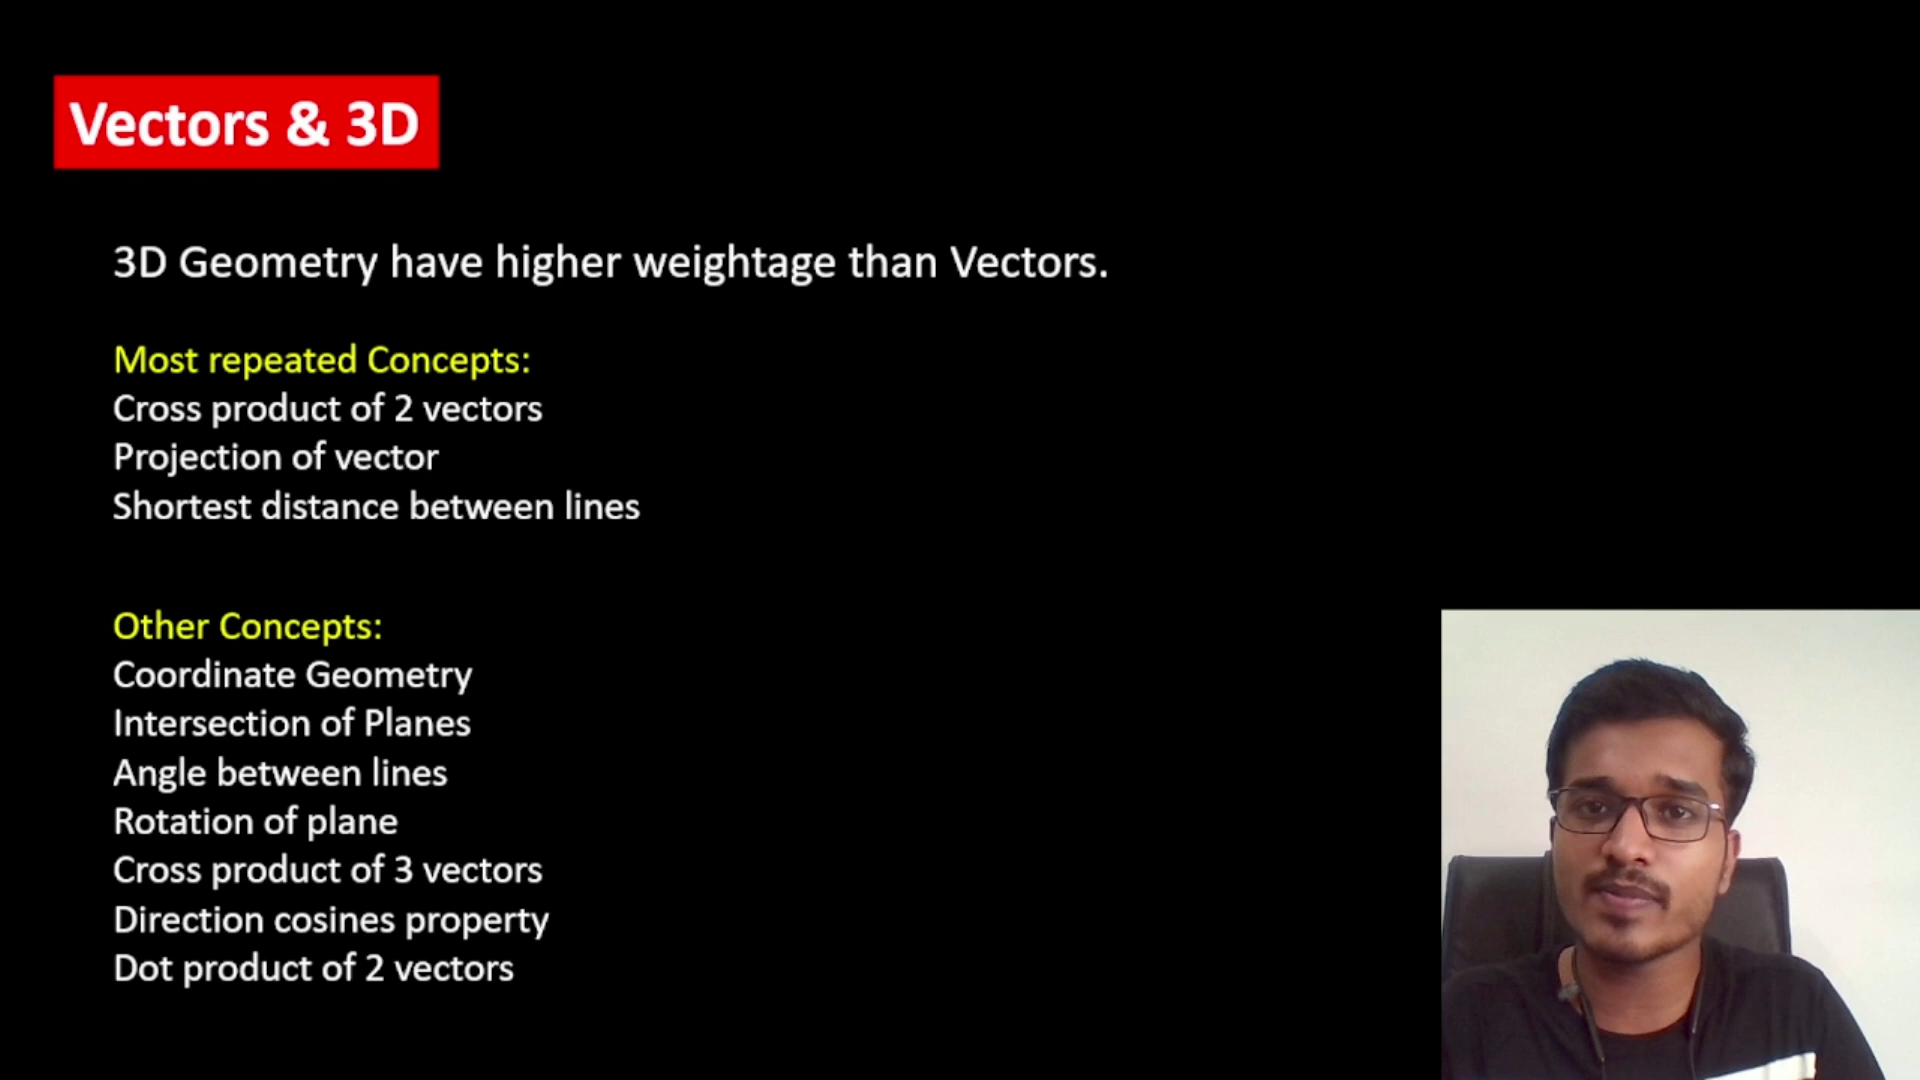 Vectors & 3D
3D Geometry have higher weightage than Vectors.
Most repeated Concepts:
Cross product of 2 vectors
Projection of vector
Shortest distance between lines
Other Concepts:
Coordinate Geometry
Intersection of Planes
Angle between lines
Rotation of plane
Cross product of 3 vectors
Direction cosines property
Dot product of 2 vectors